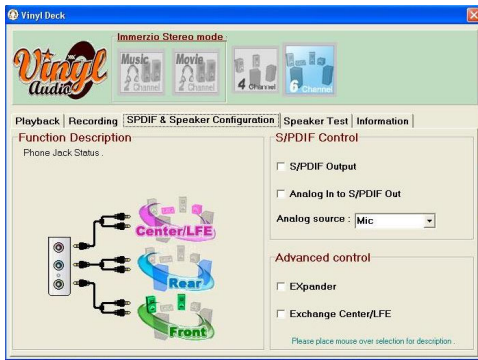 Vinyl Deck
Immerzio Stereo mode
Music
2 Channel
Movie
2 Channel
4 Channel
6 Channel
Vinyl
Audio
Playback
Recording
SPDIF & Speaker Configuration
Speaker Test
Information
Function Description
Phone Jack Status .
Center/LFE
Rear
Front
S/PDIF Control
S/PDIF Output
Analog In to S/PDIF Out
Analog source : Mic
Advanced control
EXpander
Exchange Center/LFE
Please place mouse over selection for description .